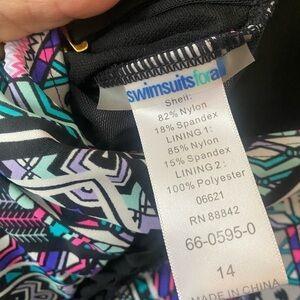 swimsuitsforall
Shell:
82% Nylon
18% Spandex
LINING 1:
85% Nylon
15% Spandex
LINING 2:
100% Polyester
06621
RN 88842
66-0595-0
14
MADE IN CHINA